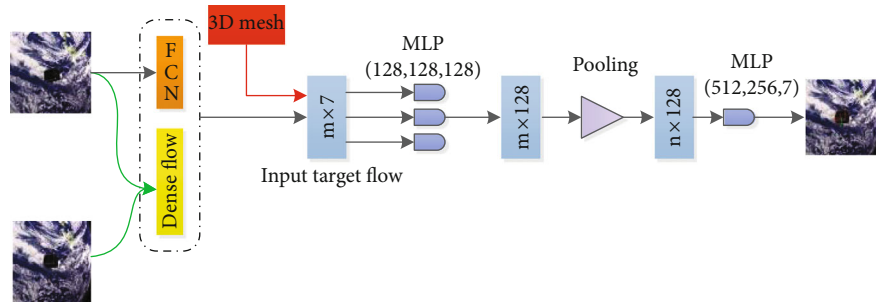 3D mesh
FCN
Dense flow
m×7
Input target flow
MLP
(128,128,128)
m×128
Pooling
n×128
MLP
(512,256,7)